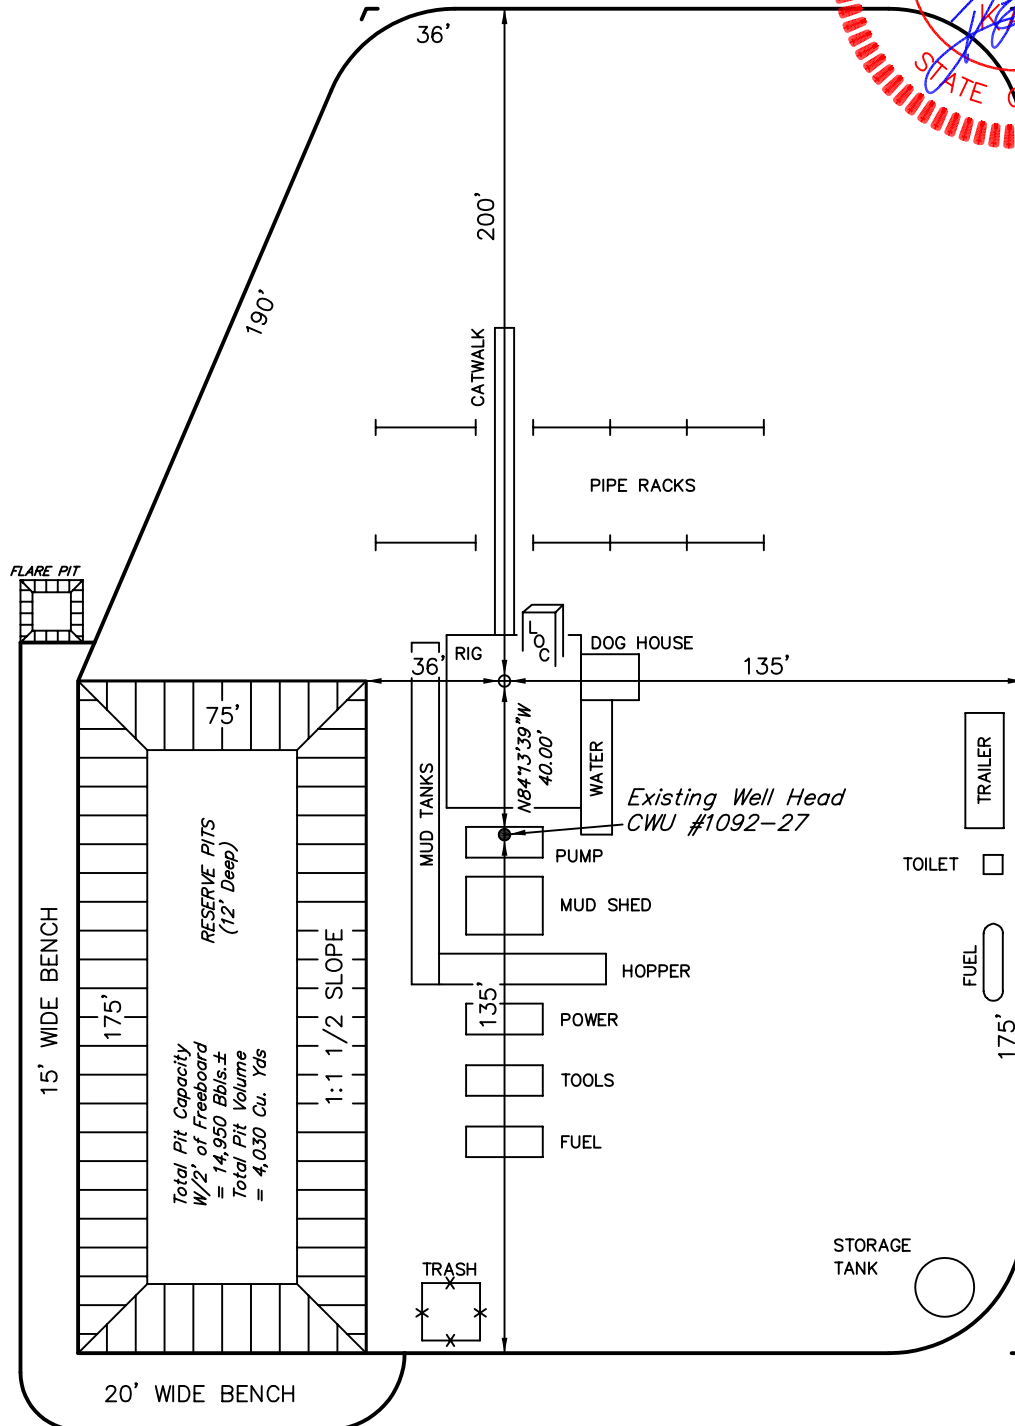 36'
STATE
200'
190'
CATWALK
PIPE RACKS
FLARE PIT
LOC
RIG
DOG HOUSE
36'
135'
75'
N84°13'39"W
40.00'
WATER
TRAILER
MUD TANKS
Existing Well Head
CWU #1092-27
PUMP
TOILET
RESERVE PITS
(12' Deep)
MUD SHED
15' WIDE BENCH
1:1 1/2 SLOPE
FUEL
HOPPER
175'
135'
POWER
175'
Total Pit Capacity
W/2' of Freeboard
= 14,950 Bbls.±
Total Pit Volume
= 4,030 Cu. Yds
TOOLS
FUEL
STORAGE
TANK
TRASH
20' WIDE BENCH